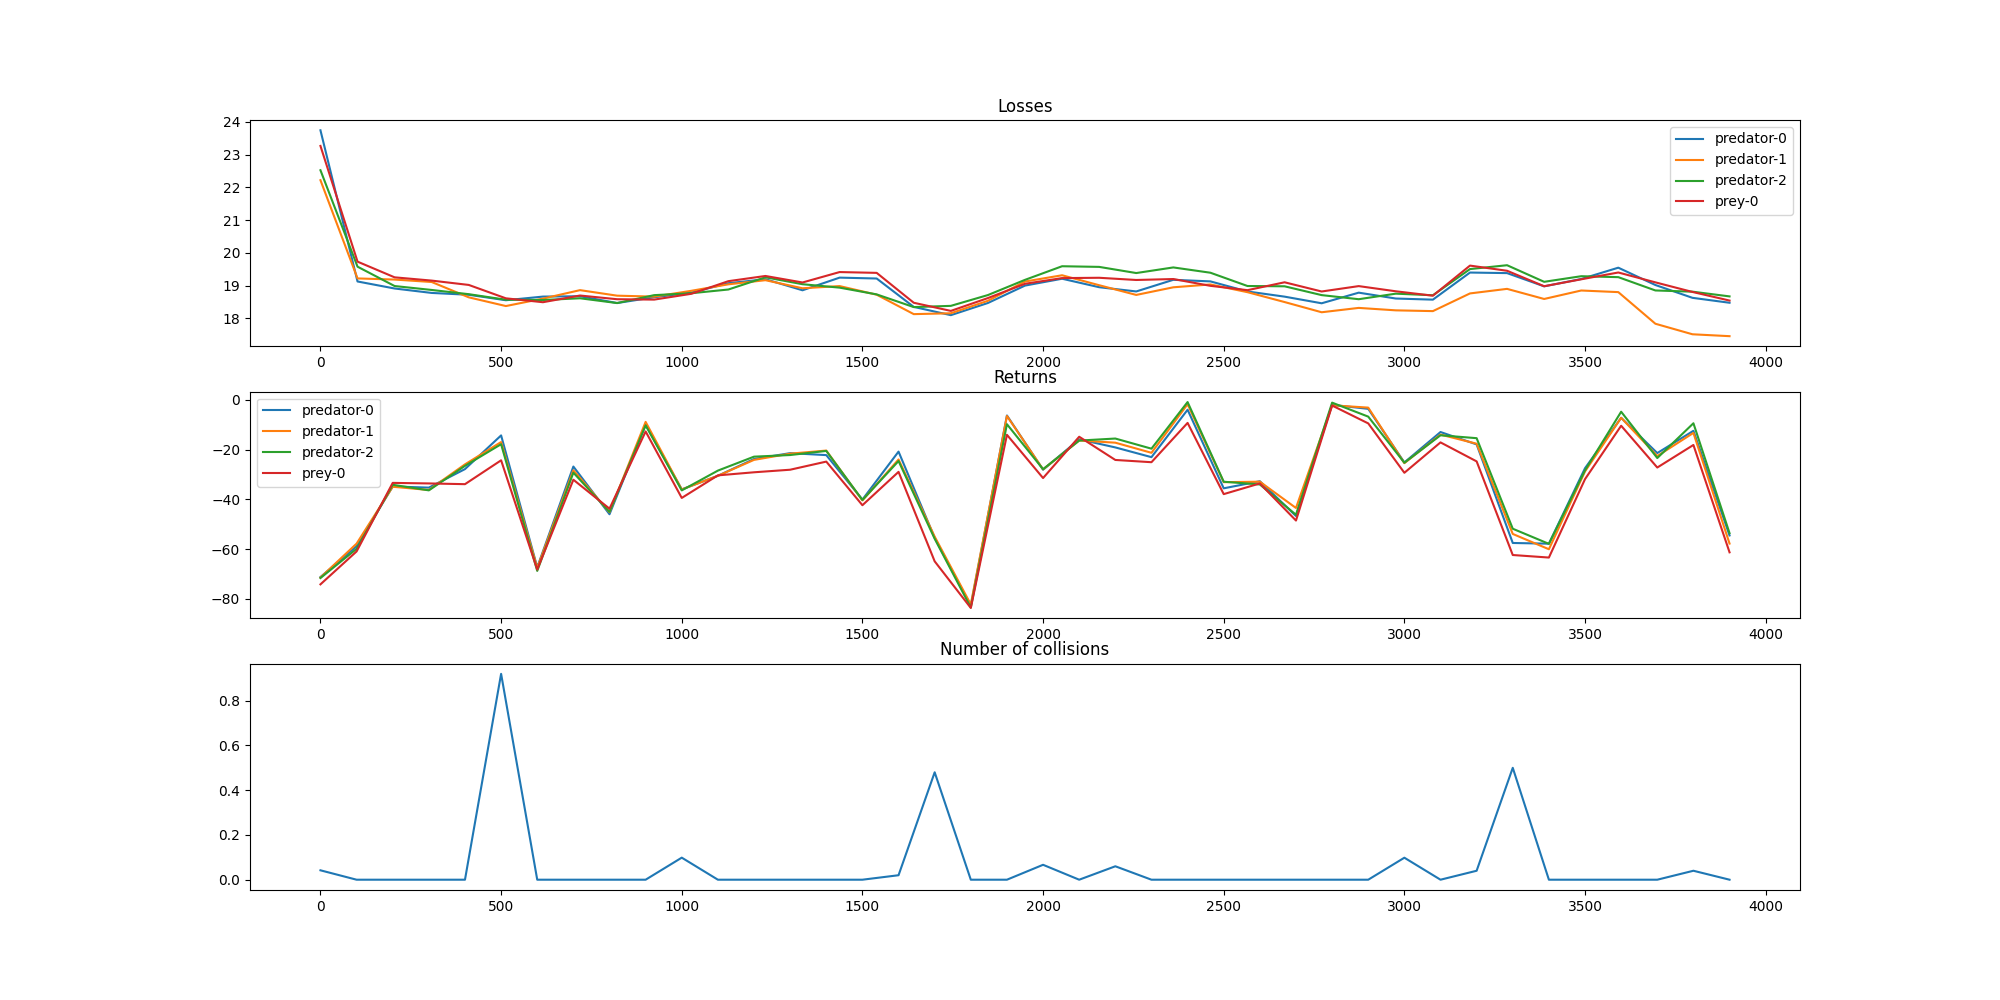 Losses
24
23
22
21
20
19
18
predator-0
predator-1
predator-2
prey-0
0 500 1000 1500 2000 2500 3000 3500 4000
Returns
0
−20
−40
−60
−80
predator-0
predator-1
predator-2
prey-0
0 500 1000 1500 2000 2500 3000 3500 4000
Number of collisions
0.8
0.6
0.4
0.2
0.0
0 500 1000 1500 2000 2500 3000 3500 4000